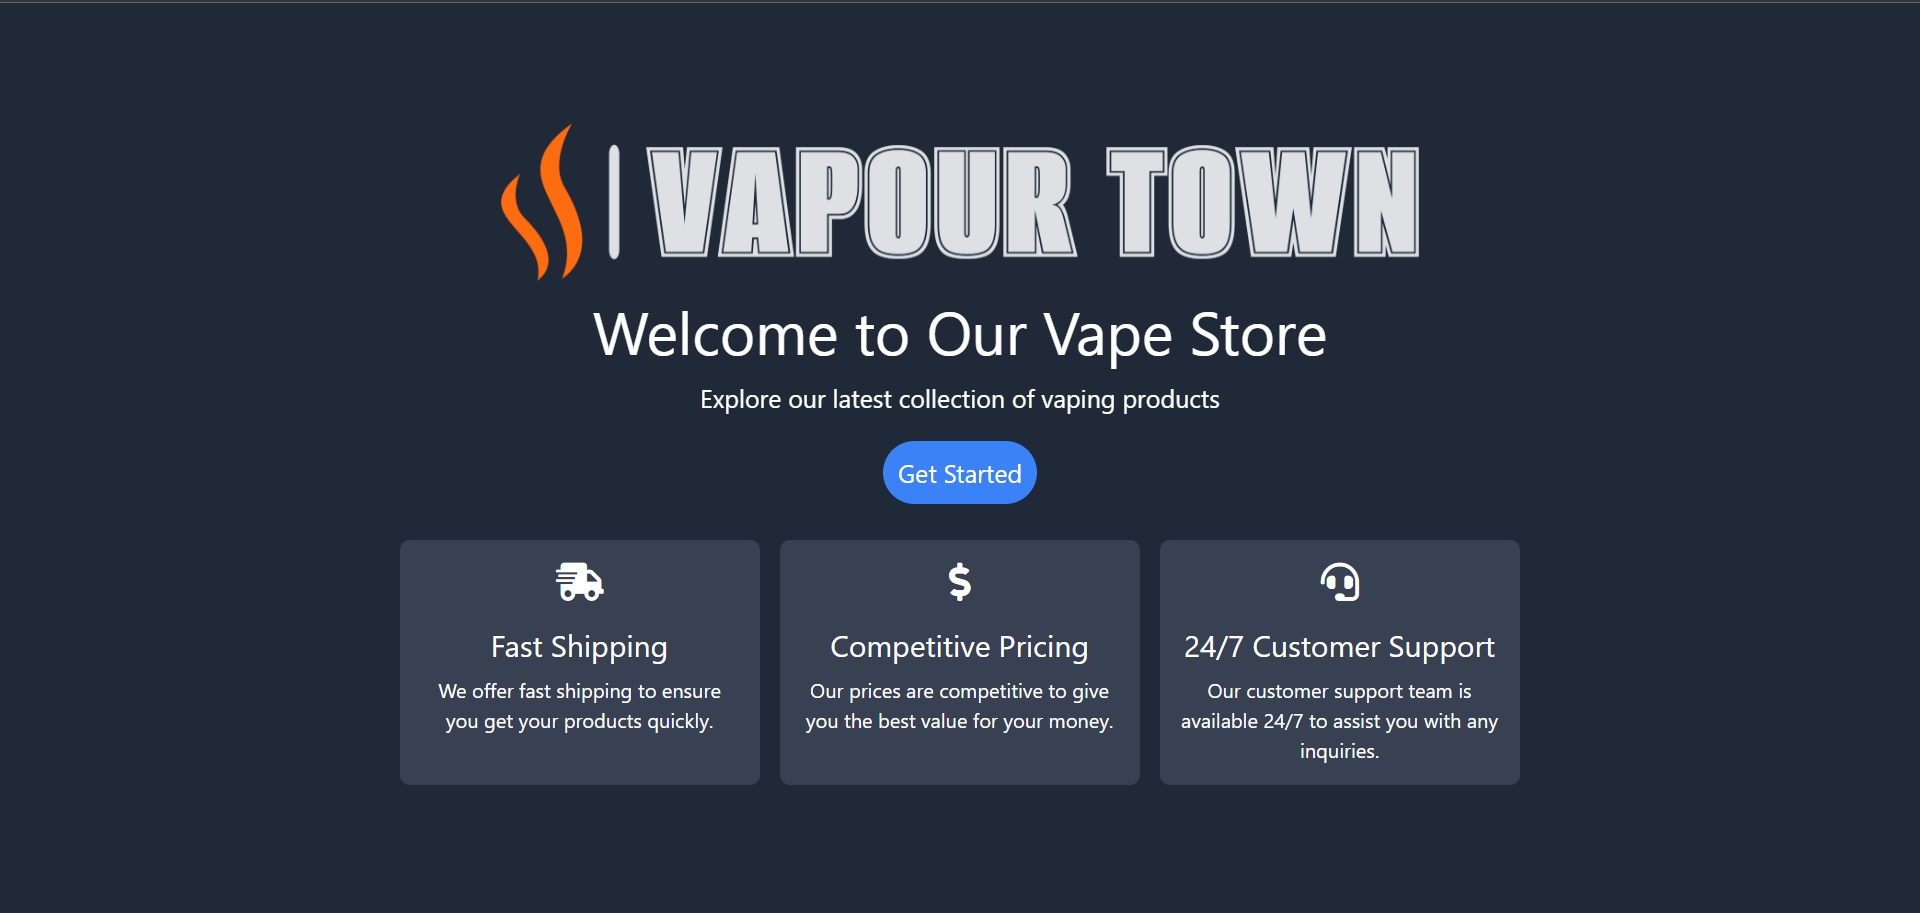 VAPOUR TOWN
Welcome to Our Vape Store
Explore our latest collection of vaping products
Get Started
Fast Shipping
We offer fast shipping to ensure
you get your products quickly.
Competitive Pricing
Our prices are competitive to give
you the best value for your money.
24/7 Customer Support
Our customer support team is
available 24/7 to assist you with any
inquiries.